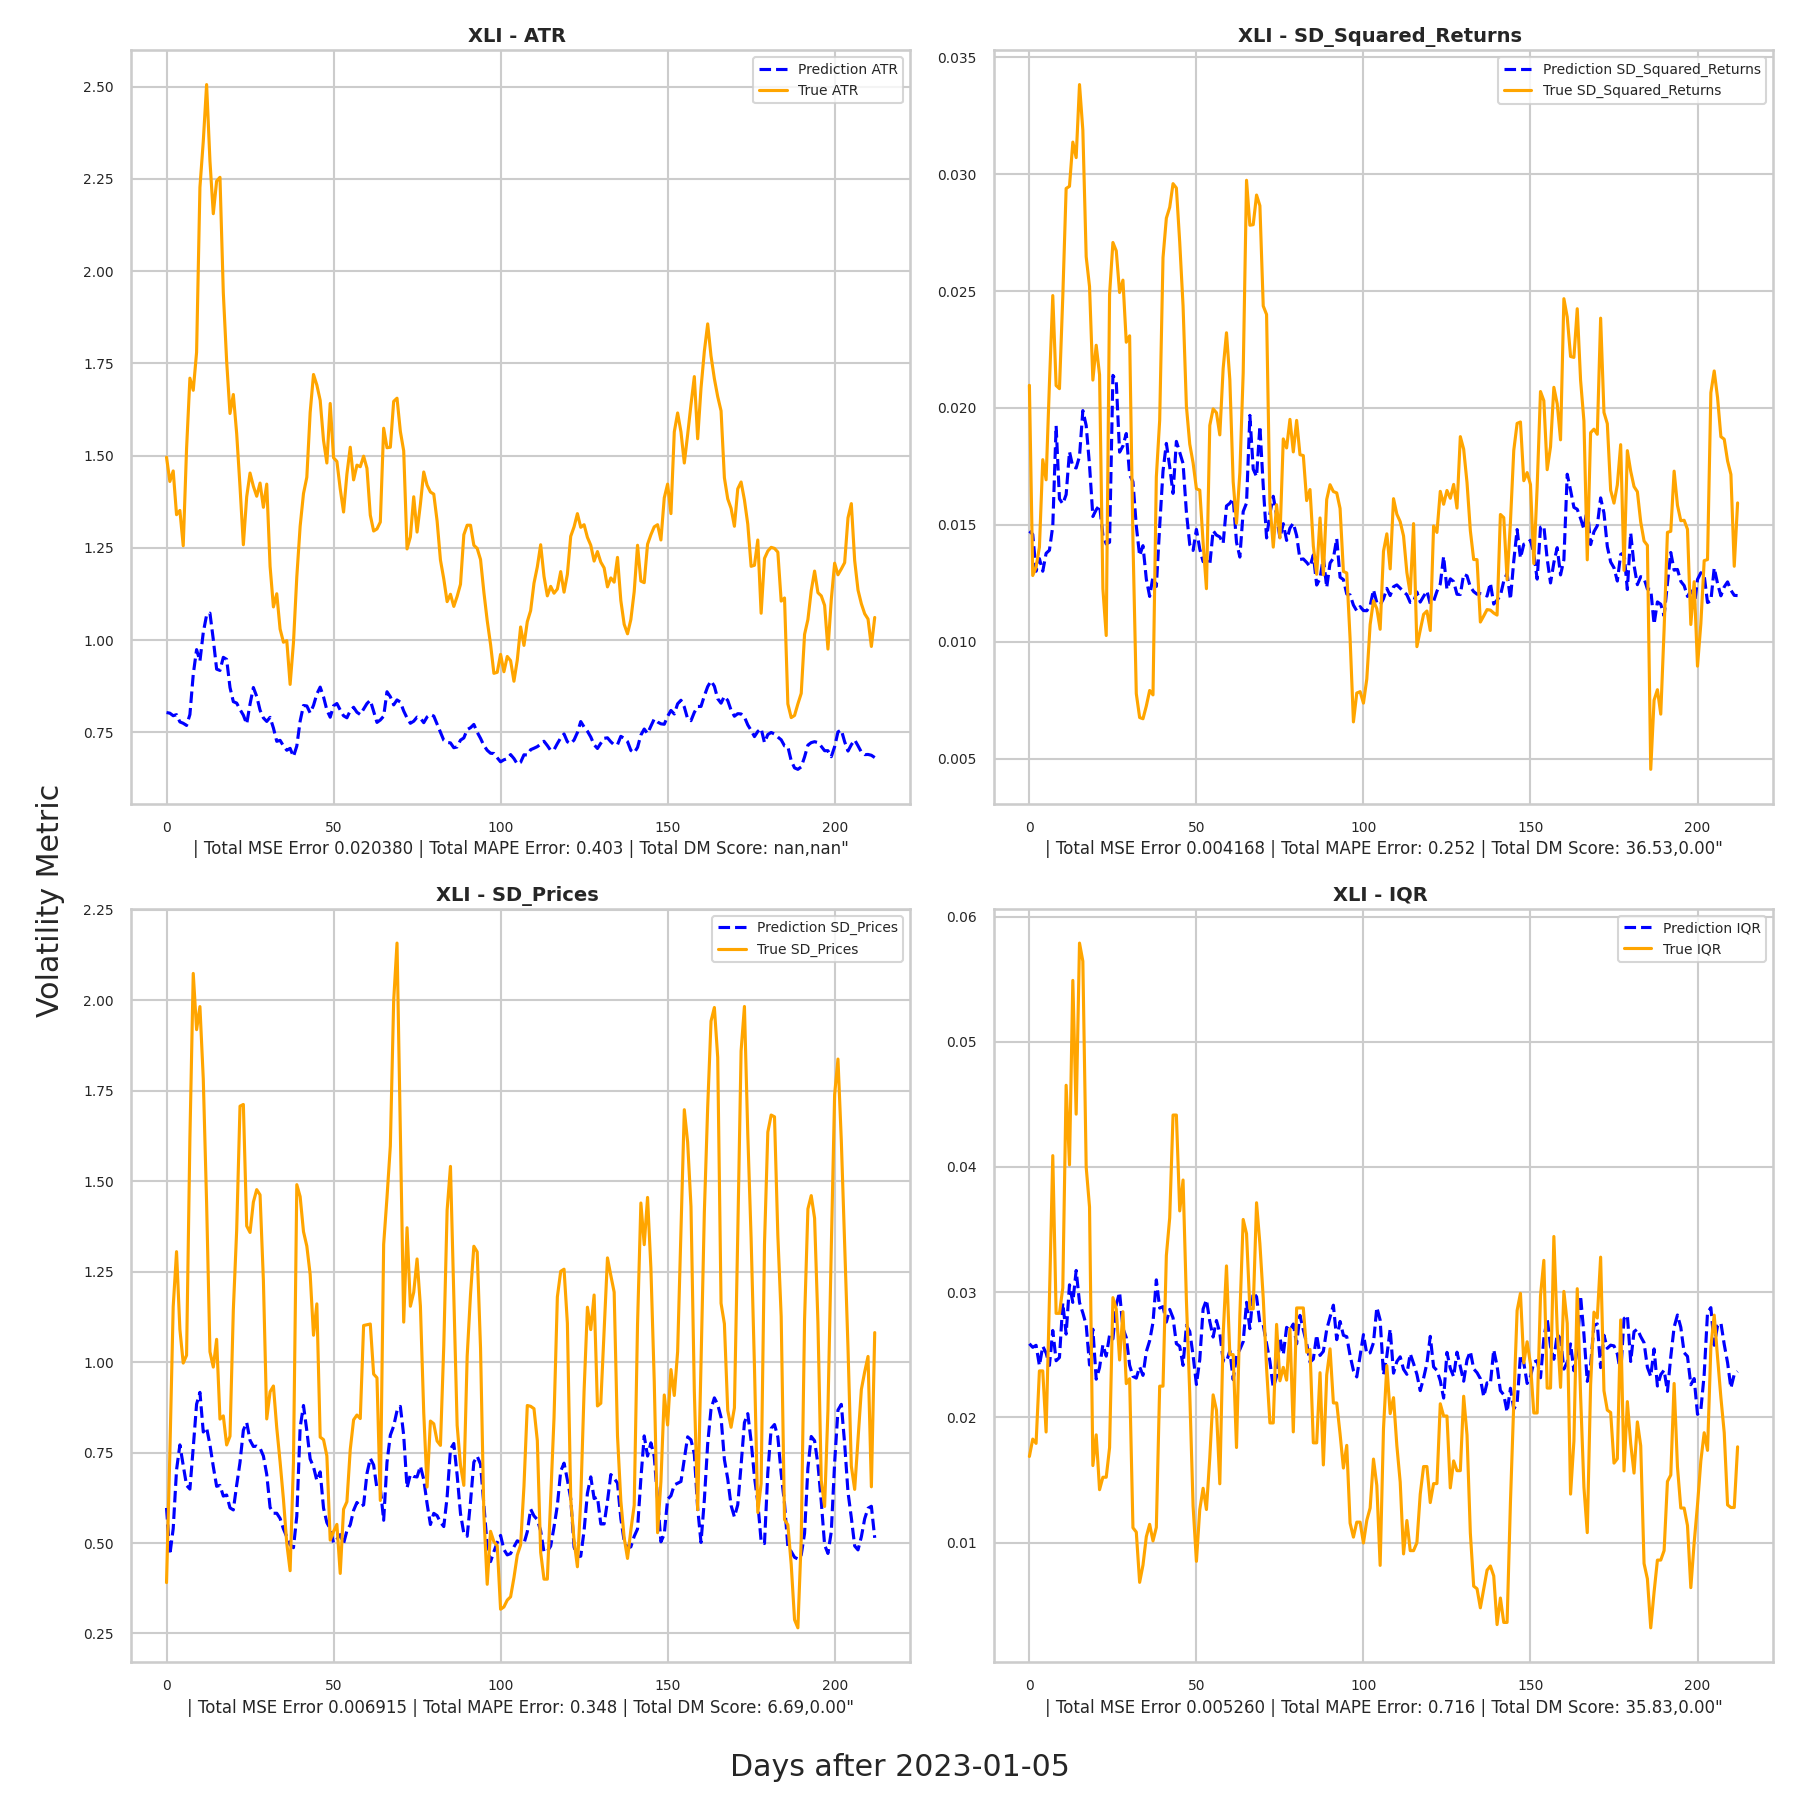 XLI - ATR
2.50
2.25
2.00
1.75
1.50
1.25
1.00
0.75
Prediction ATR
True ATR
0 50 100 150 200
| Total MSE Error 0.020380 | Total MAPE Error: 0.403 | Total DM Score: nan,nan"
XLI - SD_Squared_Returns
0.035
0.030
0.025
0.020
0.015
0.010
0.005
Prediction SD_Squared_Returns
True SD_Squared_Returns
0 50 100 150 200
| Total MSE Error 0.004168 | Total MAPE Error: 0.252 | Total DM Score: 36.53,0.00"
Volatility Metric
XLI - SD_Prices
2.25
2.00
1.75
1.50
1.25
1.00
0.75
0.50
0.25
Prediction SD_Prices
True SD_Prices
0 50 100 150 200
| Total MSE Error 0.006915 | Total MAPE Error: 0.348 | Total DM Score: 6.69,0.00"
XLI - IQR
0.06
0.05
0.04
0.03
0.02
0.01
Prediction IQR
True IQR
0 50 100 150 200
| Total MSE Error 0.005260 | Total MAPE Error: 0.716 | Total DM Score: 35.83,0.00"
Days after 2023-01-05